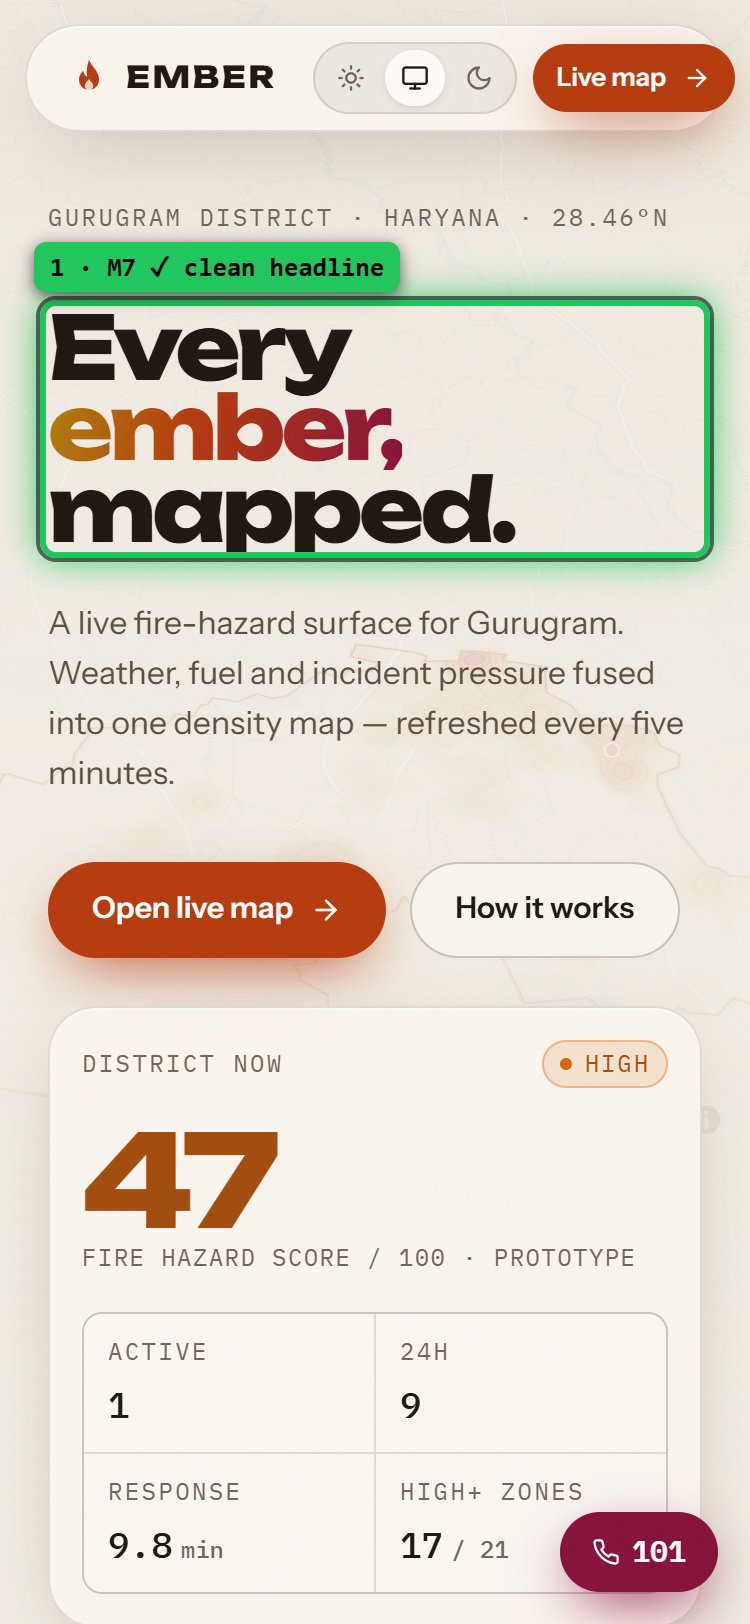 EMBER
Live map →
GURUGRAM DISTRICT · HARYANA · 28.46°N
1 · M7 ✓ clean headline
Every
ember,
mapped.
A live fire-hazard surface for Gurugram.
Weather, fuel and incident pressure fused
into one density map — refreshed every five
minutes.
Open live map →
How it works
DISTRICT NOW
HIGH
47
FIRE HAZARD SCORE / 100 · PROTOTYPE
ACTIVE
1
24H
9
RESPONSE
9.8 min
HIGH+ ZONES
17 / 21
101